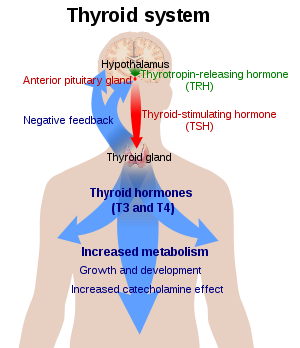 Thyroid system
Hypothalamus
Thyrotropin-releasing hormone
(TRH)
Anterior pituitary gland
Thyroid-stimulating hormone
(TSH)
Negative feedback
Thyroid gland
Thyroid hormones
(T3 and T4)
Increased metabolism
Growth and development
Increased catecholamine effect